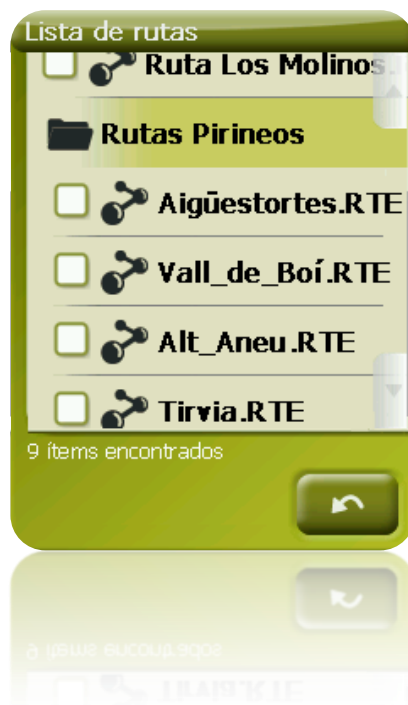 Lista de rutas
Ruta Los Molinos.
Rutas Pirineos
Aigüestortes.RTE
Vall_de_Boí.RTE
Alt_Aneu.RTE
Tirvia.RTE
9 ítems encontrados